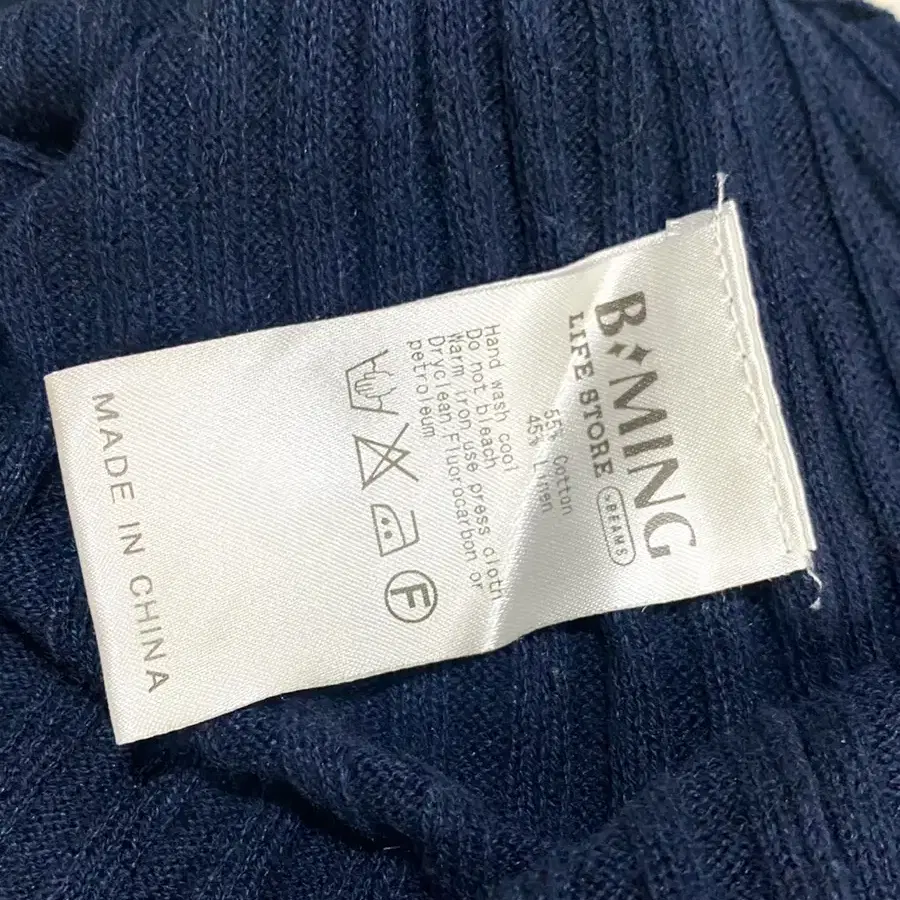 B✦MING
LIFE STORE
BEAMS
55% Cotton
45% Linen
Hand wash cool
Do not bleach
Warm iron,use press cloth
Dryclean,Fluorocarbon or
petroleum
F
MADE IN CHINA